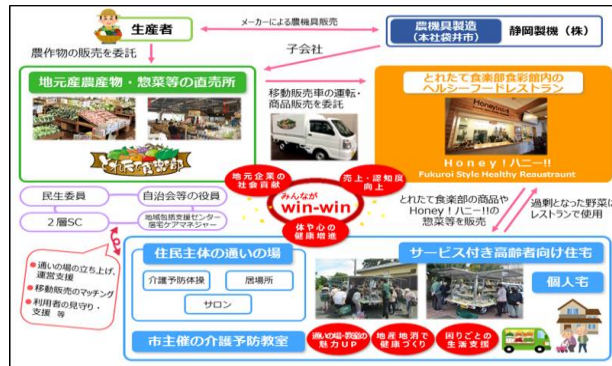 生産者
メーカーによる農機具販売
農機具製造
(本社袋井市)
静岡製機(株)
農作物の販売を委託
子会社
地元産農産物・惣菜等の直売所
移動販売車の運転・
商品販売を委託
とれたて食楽部食彩館内の
ヘルシーフードレストラン
とれたて食楽部
Honey!ハニー!!
Fukuroi Style Healthy Reaustraunt
地元企業の
社会貢献
売上・認知度
向上
みんなが
win-win
体や心の
健康増進
民生委員
自治会等の役員
2層SC
地域包括支援センター
居宅ケアマネジャー
とれたて食楽部の商品や
Honey!ハニー!!の
惣菜等を販売
過剰となった野菜に
レストランで使用
●通いの場の立ち上げ、
運営支援
●移動販売のマッチング
●利用者の見守り・
支援 等
住民主体の通いの場
介護予防体操
居場所
サロン
サービス付き高齢者向け住宅
個人宅
市主催の介護予防教室
通いの場・教室の
魅力UP
地産地消で
健康づくり
困りごとの
生活支援